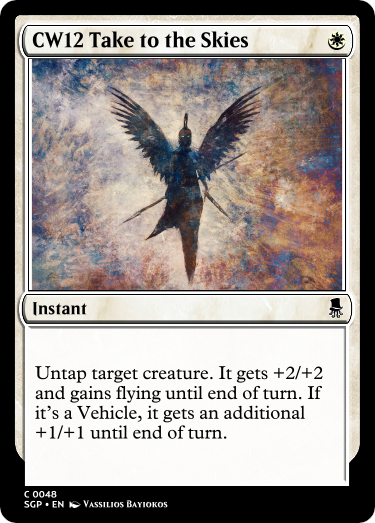 CW12 Take to the Skies
Instant
Untap target creature. It gets +2/+2
and gains flying until end of turn. If
it's a Vehicle, it gets an additional
+1/+1 until end of turn.
C 0048
SGP • EN Vassilios Bayiokos